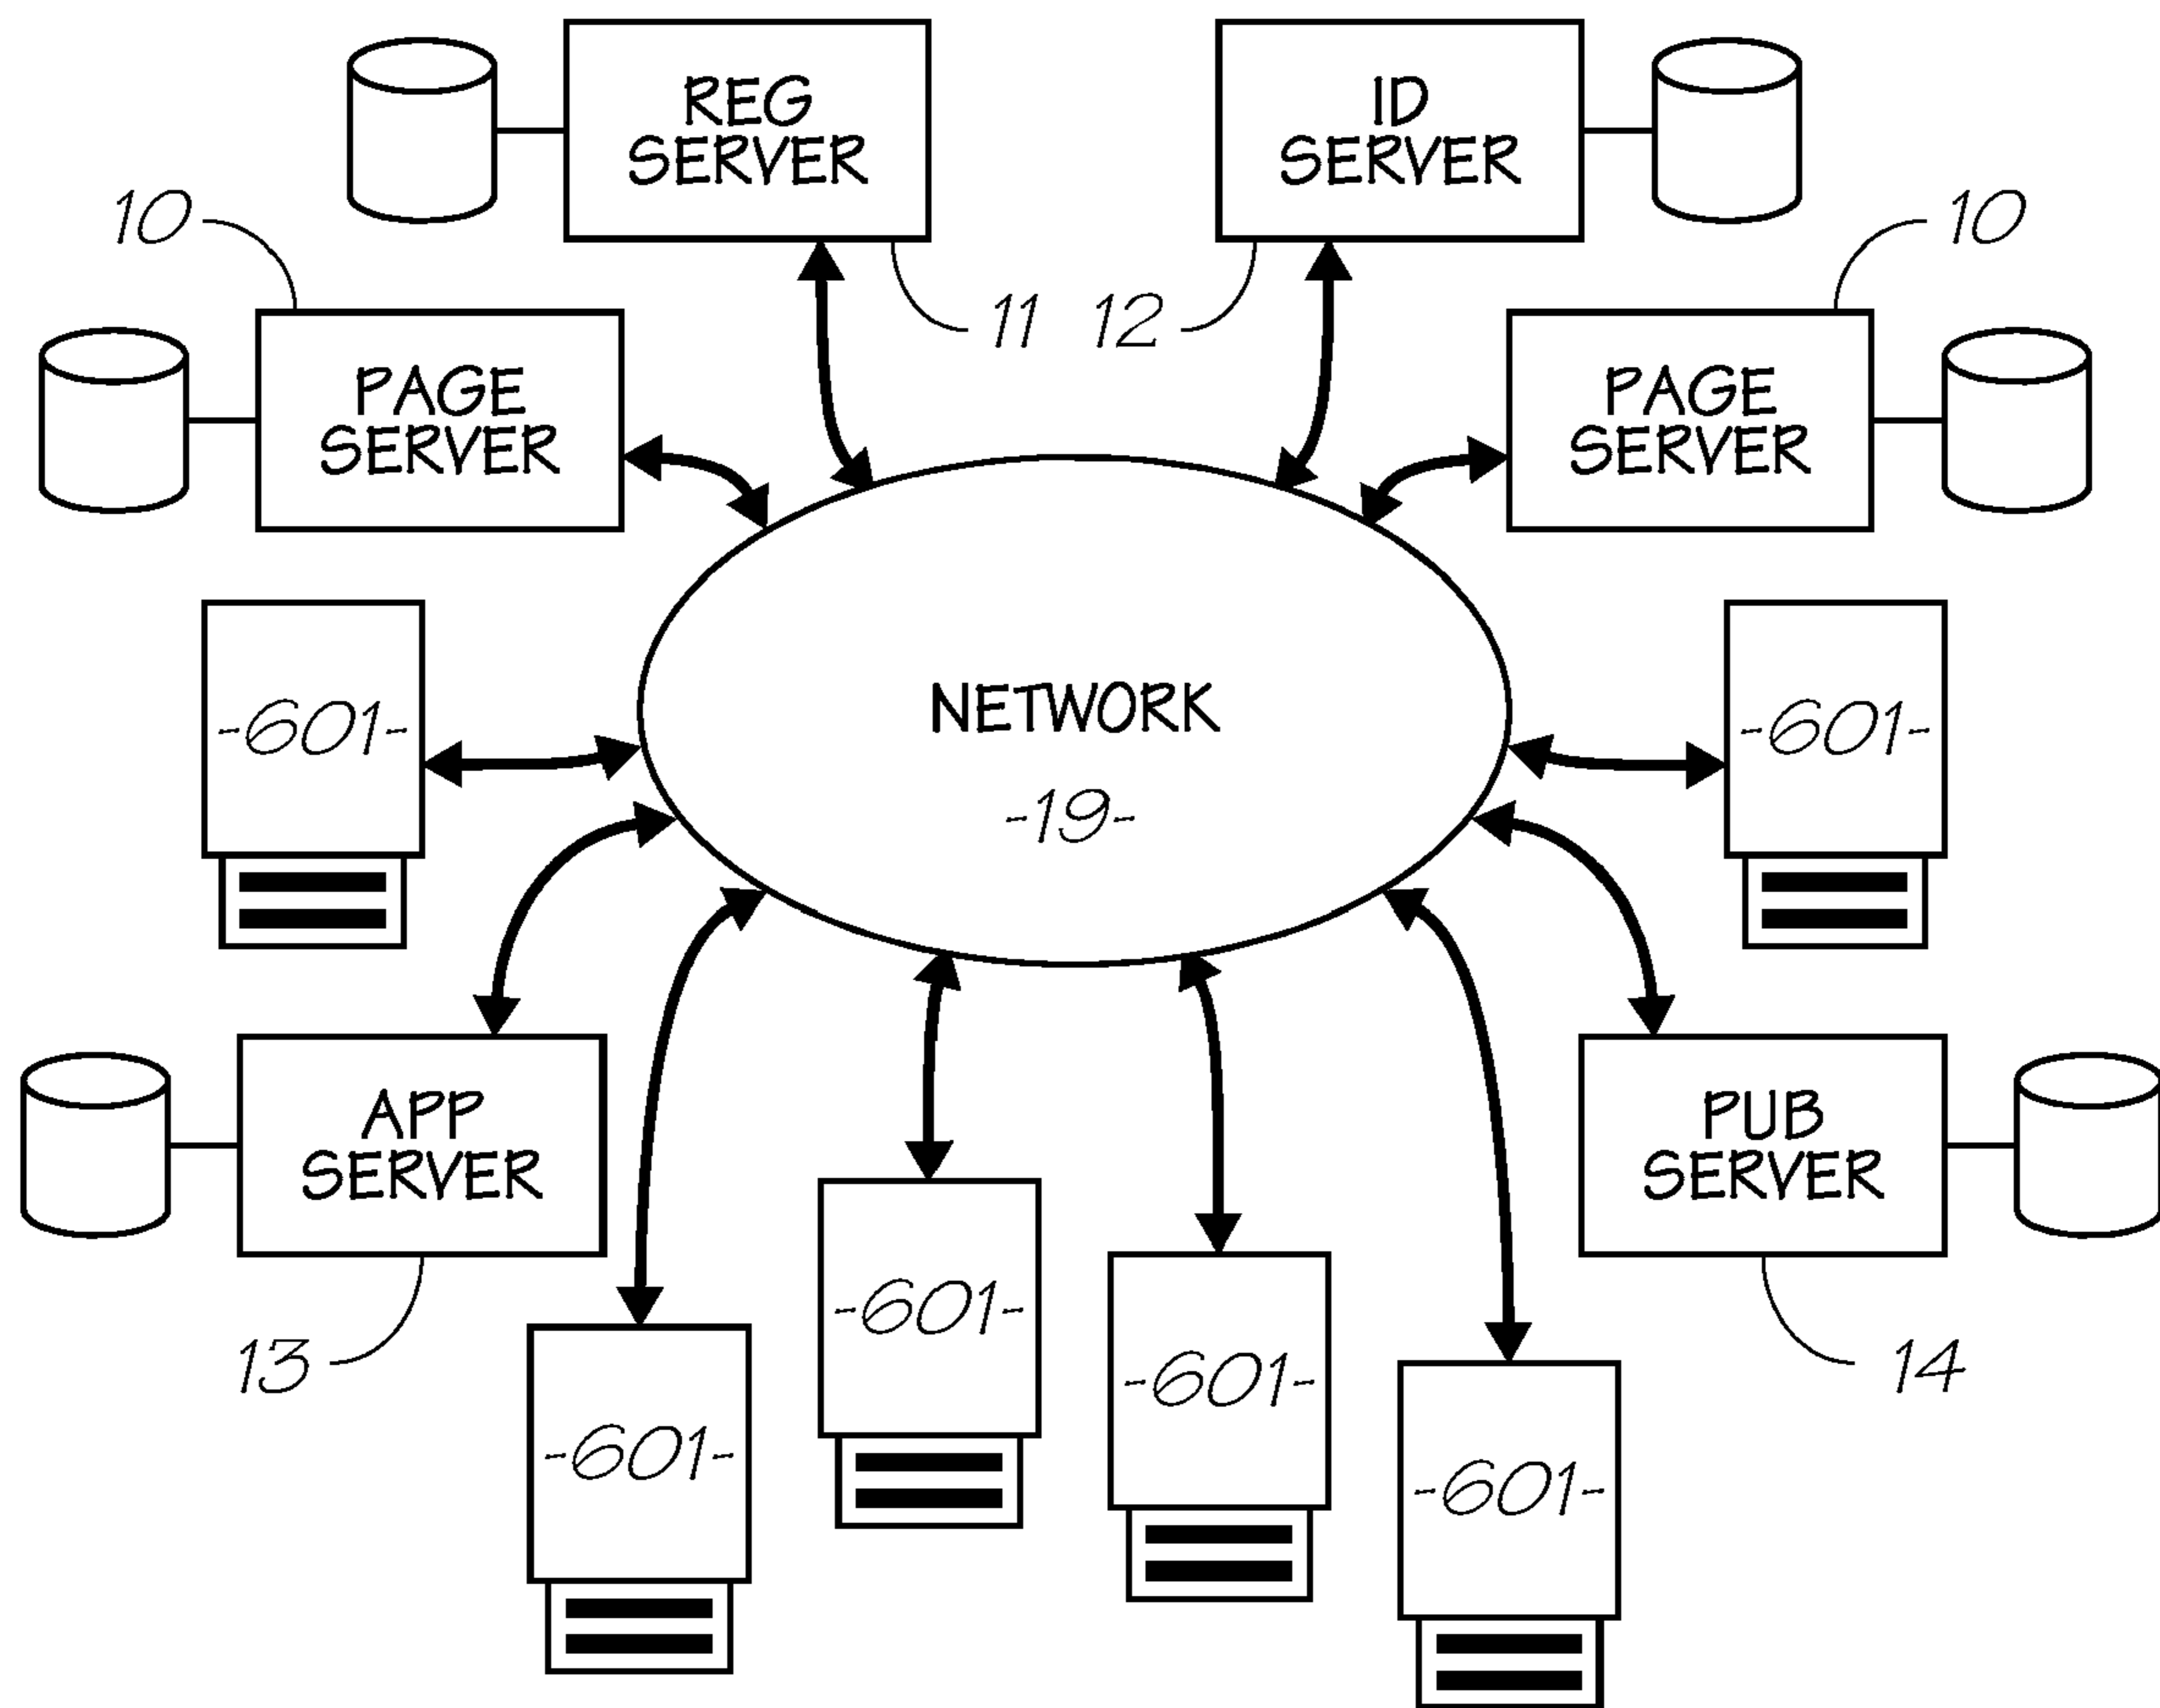 REG
SERVER
ID
SERVER
10
10
11
12
PAGE
SERVER
PAGE
SERVER
-601-
NETWORK
-19-
-601-
APP
SERVER
PUB
SERVER
-601-
-601-
-601-
-601-
13
14